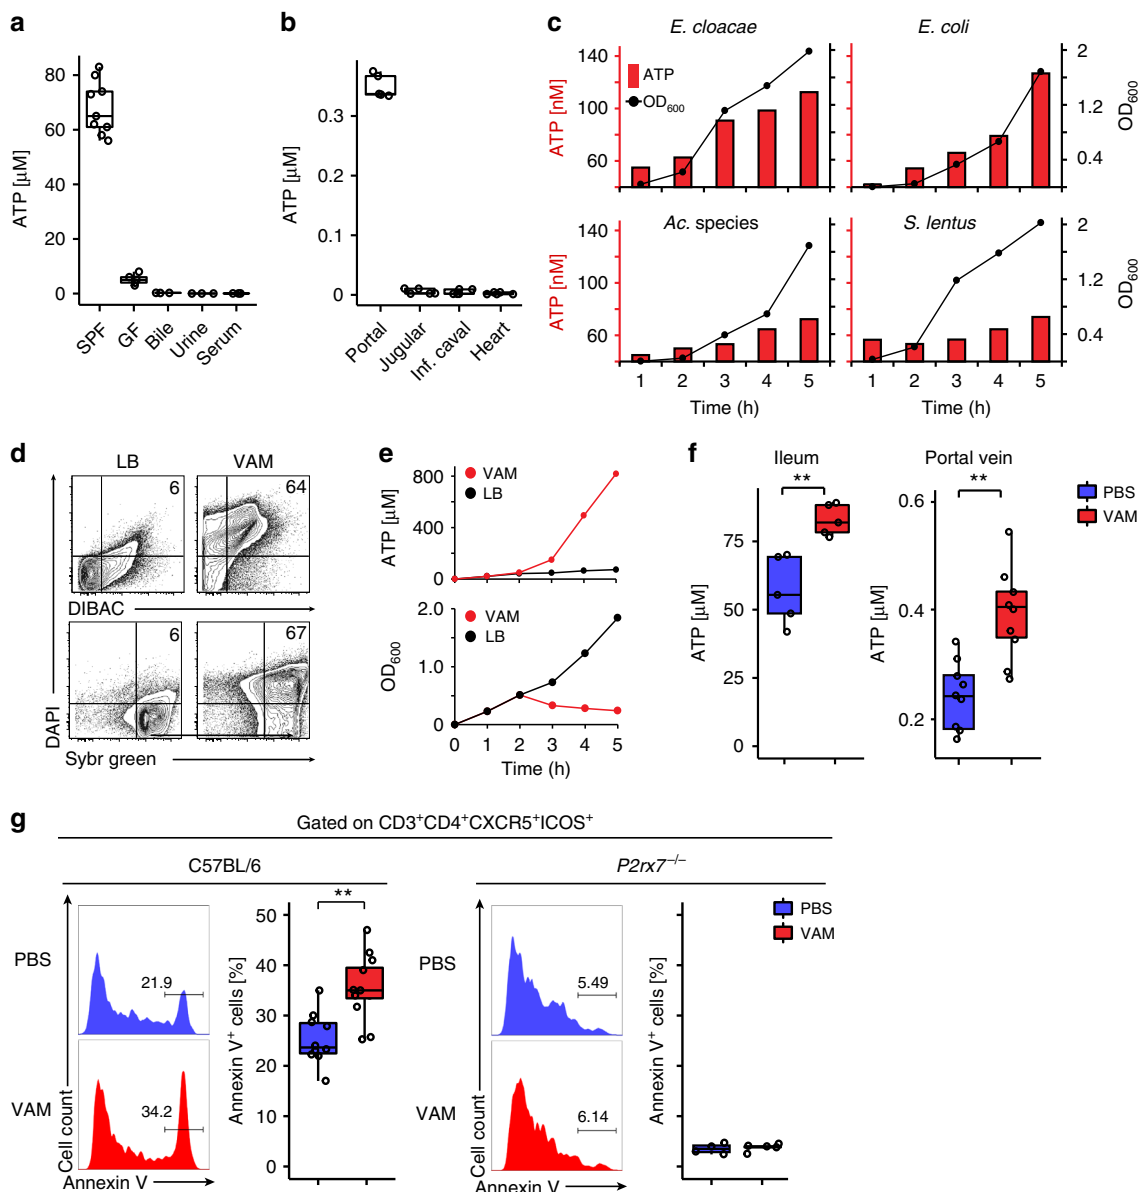 a
ATP [µM]
80
60
40
20
0
SPF
GF
Bile
Urine
Serum
b
ATP [µM]
0.3
0.2
0.1
0
Portal
Jugular
Inf. caval
Heart
c
E. cloacae
E. coli
ATP [nM]
140
100
60
ATP
OD600
2
1.2
0.4
OD600
Ac. species
S. lentus
ATP [nM]
140
100
60
2
1.2
0.4
OD600
1 2 3 4 5
1 2 3 4 5
Time (h)
Time (h)
d
LB
VAM
6
64
DIBAC
6
67
DAPI
Sybr green
e
ATP [µM]
800
400
0
VAM
LB
OD600
2.0
1.0
0
VAM
LB
0 1 2 3 4 5
Time (h)
f
Ileum
Portal vein
**
**
PBS
VAM
ATP [µM]
75
50
25
0
ATP [µM]
0.6
0.4
0.2
g
Gated on CD3+CD4+CXCR5+ICOS+
C57BL/6
P2rx7–/–
PBS
21.9
VAM
34.2
Cell count
Annexin V
**
Annexin V+ cells [%]
50
40
30
20
10
0
PBS
5.49
VAM
6.14
Cell count
Annexin V
Annexin V+ cells [%]
PBS
VAM